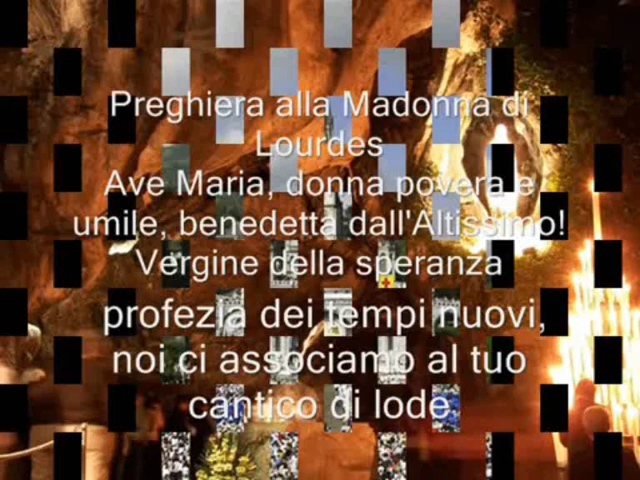 Preghiera alla Madonna di
Lourdes
Ave Maria, donna povera e
umile, benedetta dall'Altissimo!
Vergine della speranza
profezia dei tempi nuovi,
noi ci associamo al tuo
cantico di lode